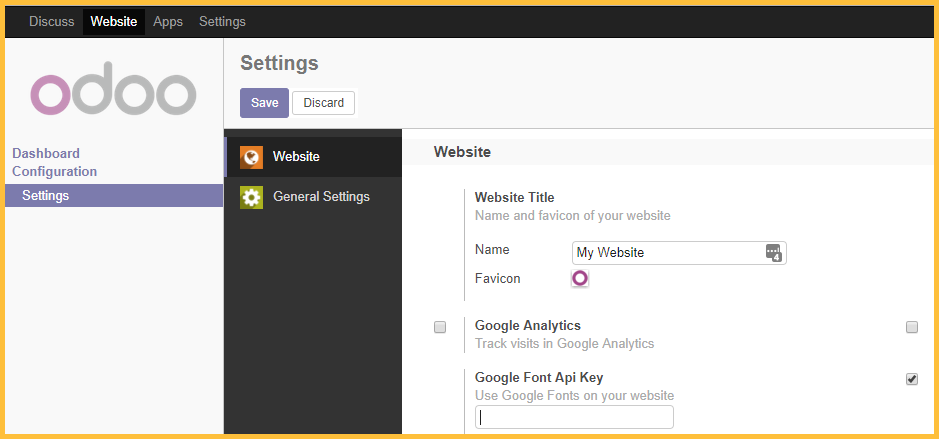 Discuss Website Apps Settings
odoo
Dashboard
Configuration
Settings
Settings
Save Discard
Website
General Settings
Website
Website Title
Name and favicon of your website
Name My Website 4
Favicon
Google Analytics
Track visits in Google Analytics
Google Font Api Key
Use Google Fonts on your website